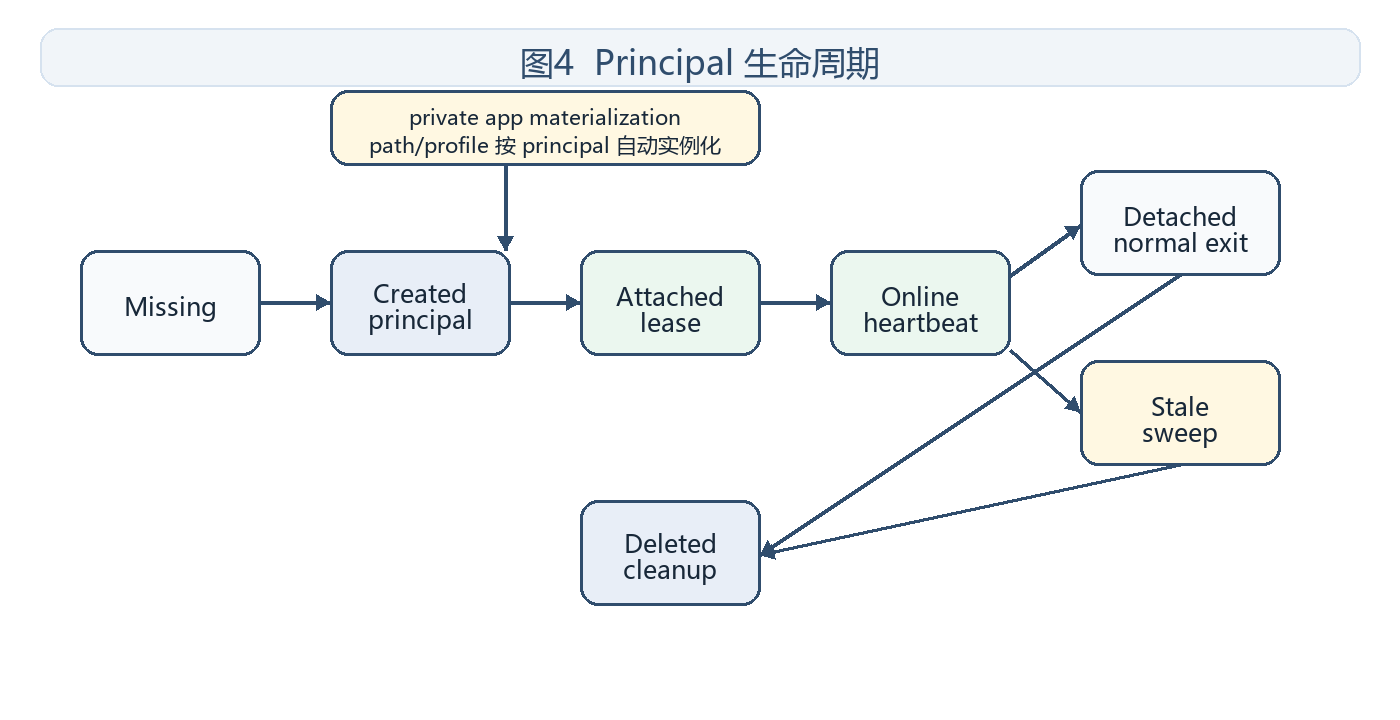 图4 Principal 生命周期
private app materialization
path/profile 按 principal 自动实例化
Missing
Created
principal
Attached
lease
Online
heartbeat
Detached
normal exit
Stale
sweep
Deleted
cleanup